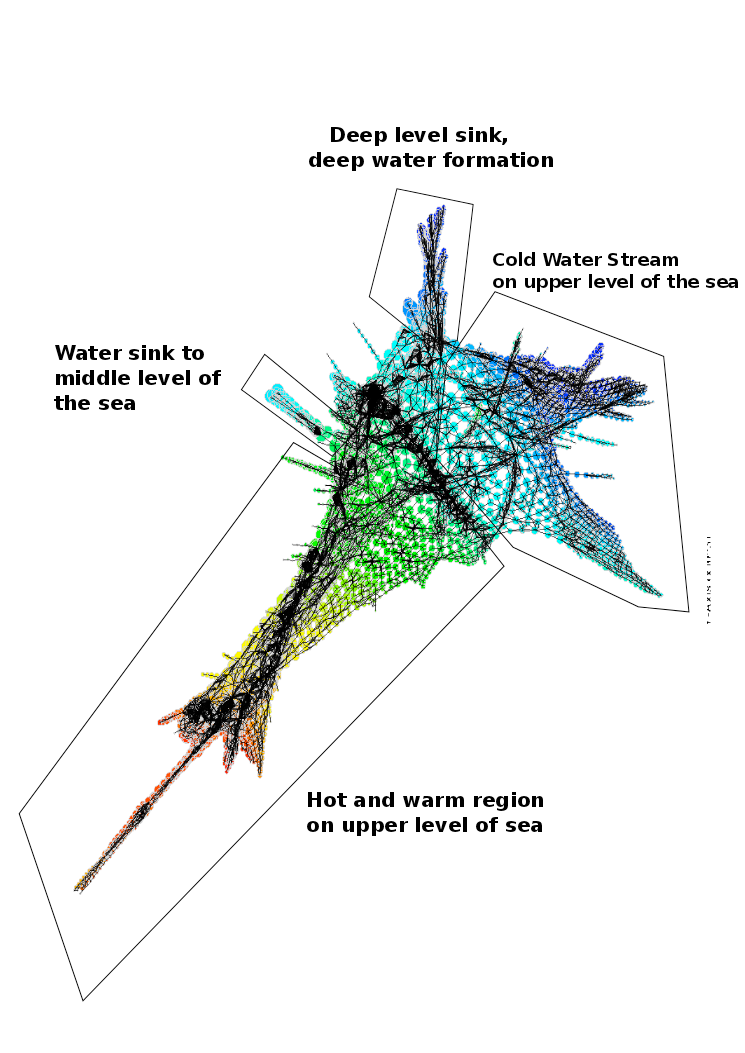 Deep level sink,
deep water formation
Cold Water Stream
on upper level of the sea
Water sink to
middle level of
the sea
Hot and warm region
on upper level of sea